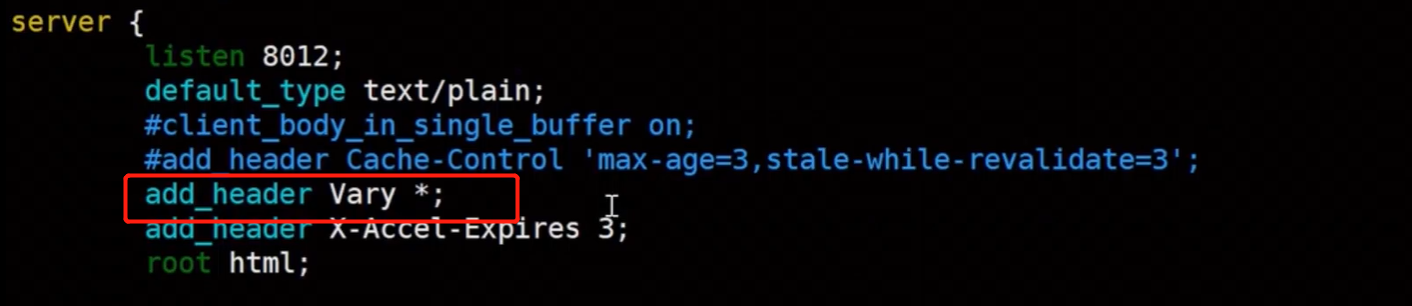 server {
listen 8012;
default_type text/plain;
#client_body_in_single_buffer on;
#add_header Cache-Control 'max-age=3,stale-while-revalidate=3';
add_header Vary *;
add_header X-Accel-Expires 3;
root html;